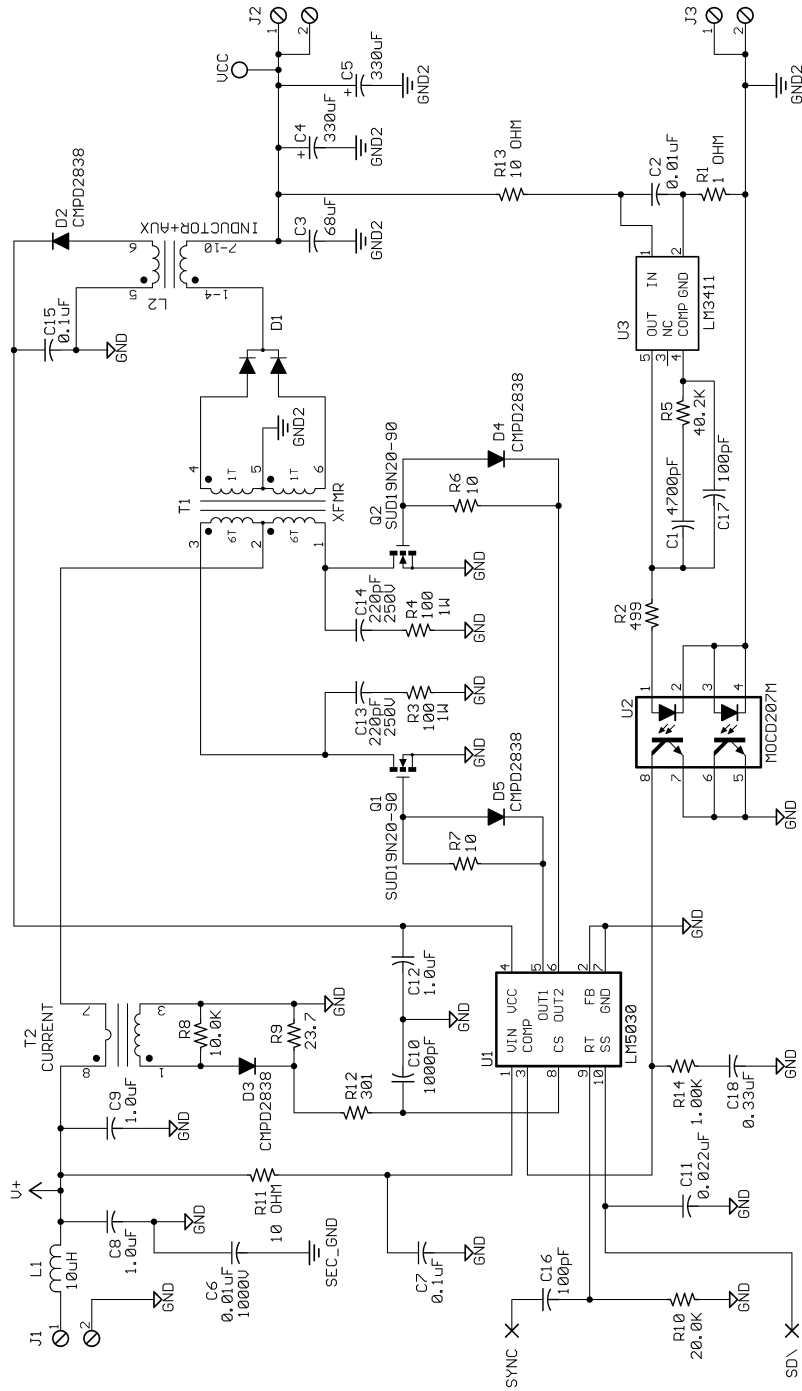 J1
1
2
GND
L1
10uH
V+
C8
1.0uF
GND
C6
0.01uF
1000V
SEC_GND
C9
1.0uF
GND
T2
CURRENT
8
7
1
3
R8
10.0K
D3
CMPD2838
R9
23.7
GND
R11
10 OHM
R12
301
C10
1000pF
GND
C12
1.0uF
C7
0.1uF
GND
SYNC
C16
100pF
R10
20.0K
GND
SD\
C11
0.022uF
GND
R14
1.00K
C18
0.33uF
GND
U1
LM5030
1
VIN
VCC
4
3
COMP
OUT1
5
8
CS
OUT2
6
9
RT
FB
2
10
SS
GND
7
GND
R7
10
D5
CMPD2838
Q1
SUD19N20-90
GND
C13
220pF
250V
R3
100
1W
GND
C14
220pF
250V
R4
100
1W
GND
Q2
SUD19N20-90
GND
R6
10
D4
CMPD2838
T1
XFMR
3
2
1
6T
6T
1T
1T
4
5
6
GND2
D1
C15
0.1uF
GND
L2
INDUCTOR+AUX
5
6
1-4
7-10
D2
CMPD2838
C3
68uF
GND2
+
C4
330uF
GND2
+
C5
330uF
GND2
VCC
J2
1
2
R13
10 OHM
C2
0.01uF
R1
1 OHM
U3
LM3411
5
OUT
IN
1
3
NC
4
COMP
GND
2
R5
40.2K
C1
4700pF
C17
100pF
R2
499
U2
MOCD207M
8
7
6
5
1
2
3
4
GND
J3
1
2
GND2